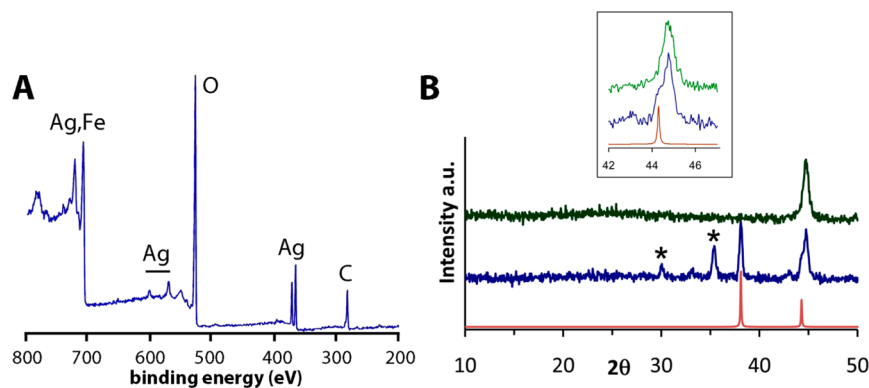 A
O
Ag,Fe
Ag
Ag
C
800 700 600 500 400 300 200
binding energy (eV)
B
42 44 46
* *
Intensity a.u.
10 20 30 40 50
2θ